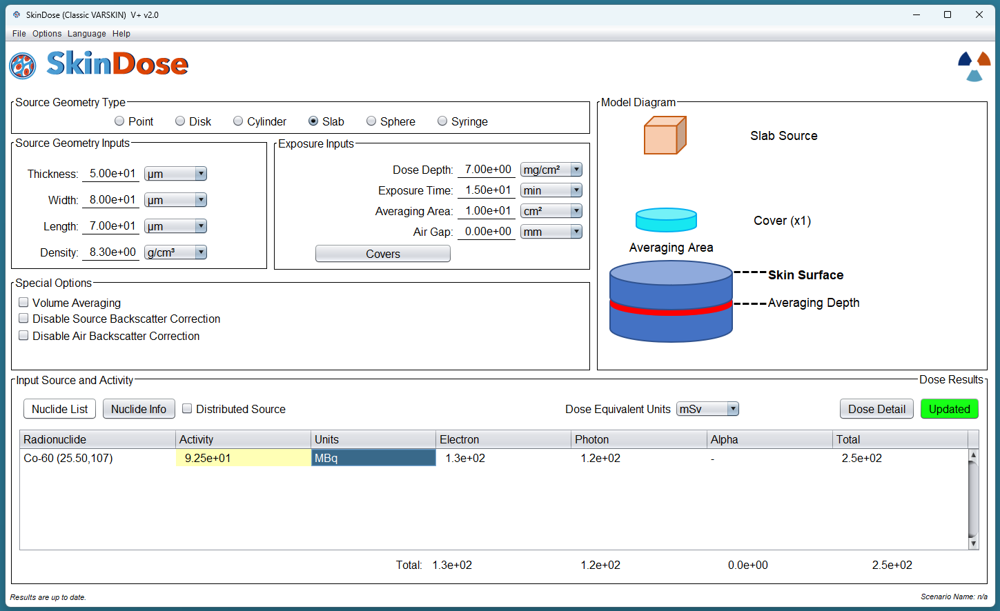 SkinDose (Classic VARSKIN) V+ v2.0
File Options Language Help
SkinDose
Source Geometry Type
Point Disk Cylinder Slab Sphere Syringe
Source Geometry Inputs
Thickness: 5.00e+01 µm
Width: 8.00e+01 µm
Length: 7.00e+01 µm
Density: 8.30e+00 g/cm³
Exposure Inputs
Dose Depth: 7.00e+00 mg/cm²
Exposure Time: 1.50e+01 min
Averaging Area: 1.00e+01 cm²
Air Gap: 0.00e+00 mm
Covers
Model Diagram
Slab Source
Cover (x1)
Averaging Area
Skin Surface
Averaging Depth
Special Options
Volume Averaging
Disable Source Backscatter Correction
Disable Air Backscatter Correction
Input Source and Activity Dose Results
Nuclide List Nuclide Info Distributed Source Dose Equivalent Units mSv Dose Detail Updated
Radionuclide Activity Units Electron Photon Alpha Total
Co-60 (25.50,107) 9.25e+01 MBq 1.3e+02 1.2e+02 - 2.5e+02
Total: 1.3e+02 1.2e+02 0.0e+00 2.5e+02
Results are up to date. Scenario Name: n/a